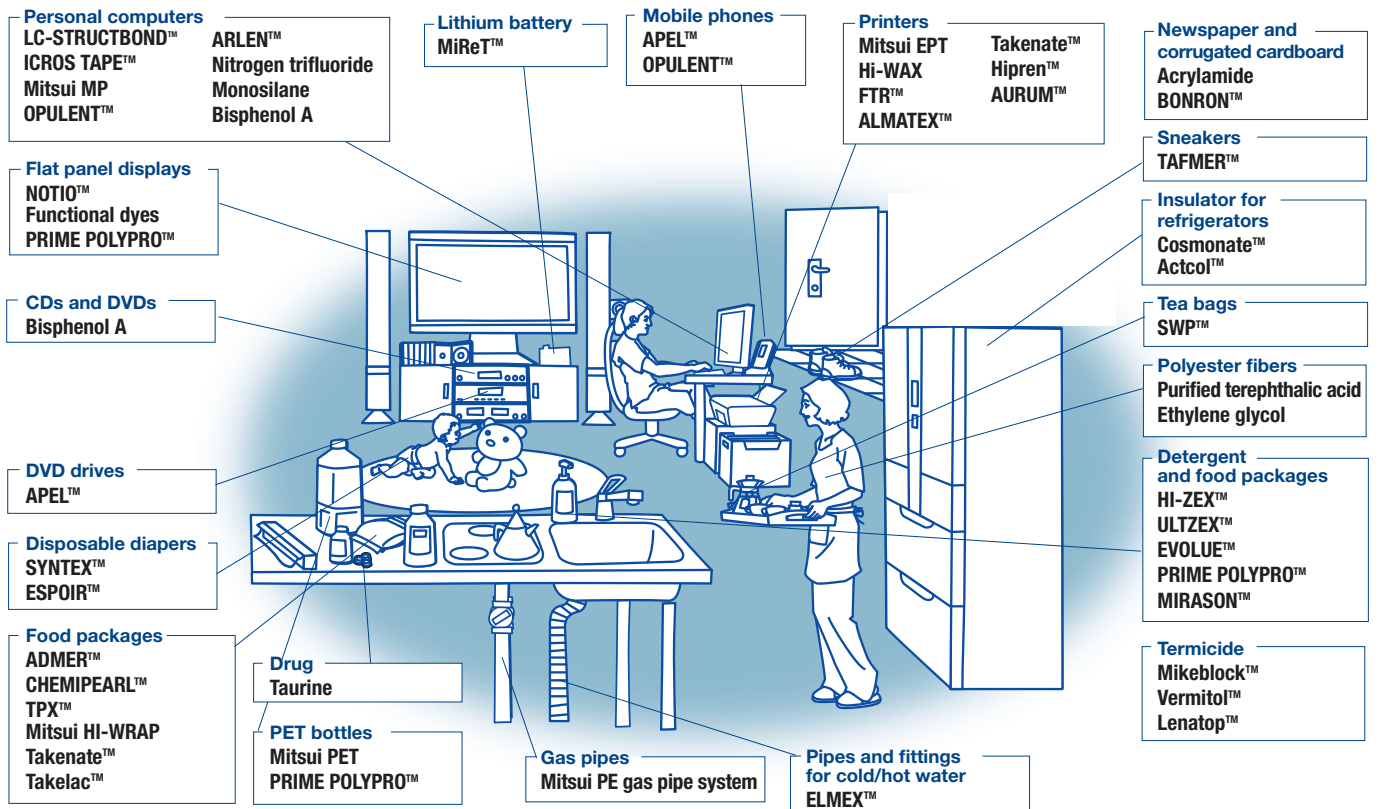 Personal computers
LC-STRUCTBOND™
ICROS TAPE™
Mitsui MP
OPULENT™
ARLEN™
Nitrogen trifluoride
Monosilane
Bisphenol A
Lithium battery
MiReT™
Mobile phones
APEL™
OPULENT™
Printers
Mitsui EPT
Hi-WAX
FTR™
ALMATEX™
Takenate™
Hipren™
AURUM™
Newspaper and
corrugated cardboard
Acrylamide
BONRON™
Sneakers
TAFMER™
Flat panel displays
NOTIO™
Functional dyes
PRIME POLYPRO™
Insulator for
refrigerators
Cosmonate™
Actcol™
CDs and DVDs
Bisphenol A
Tea bags
SWP™
Polyester fibers
Purified terephthalic acid
Ethylene glycol
DVD drives
APEL™
Detergent
and food packages
HI-ZEX™
ULTZEX™
EVOLUE™
PRIME POLYPRO™
MIRASON™
Disposable diapers
SYNTEX™
ESPOIR™
Food packages
ADMER™
CHEMIPEARL™
TPX™
Mitsui HI-WRAP
Takenate™
Takelac™
Drug
Taurine
PET bottles
Mitsui PET
PRIME POLYPRO™
Gas pipes
Mitsui PE gas pipe system
Pipes and fittings
for cold/hot water
ELMEX™
Termicide
Mikeblock™
Vermitol™
Lenatop™